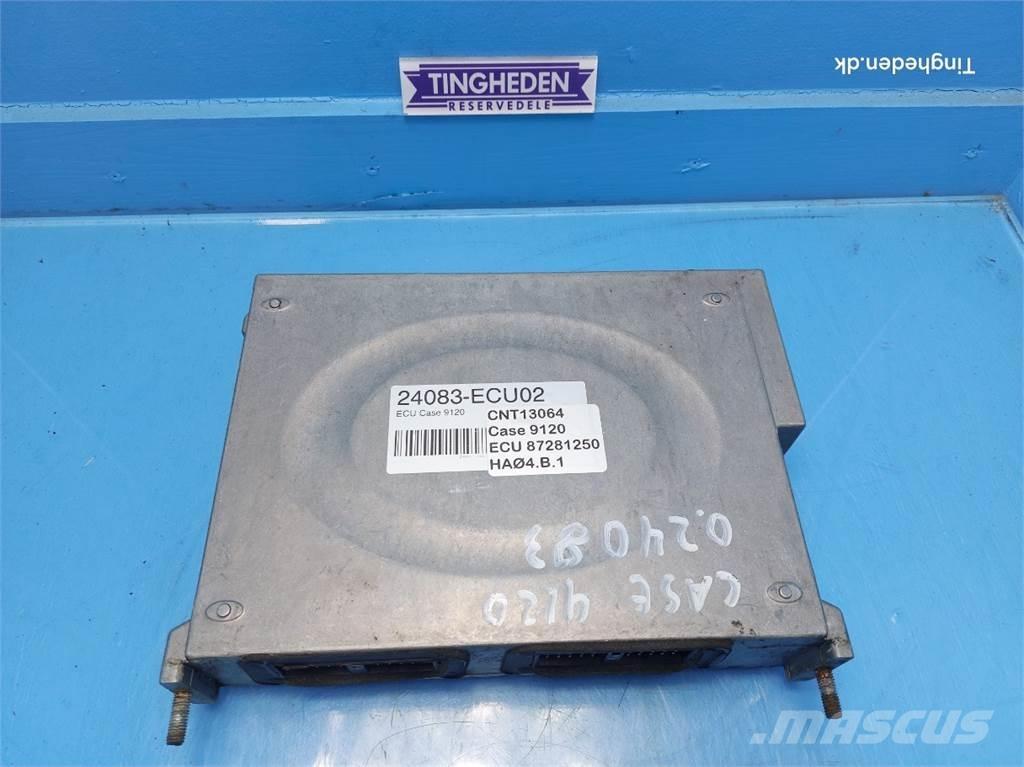 TINGHEDEN
RESERVEDELE
Tingheden.dk
24083-ECU02
ECU Case 9120
CNT13064
Case 9120
ECU 87281250
HAØ4.B.1
0.24083
CASE 9120
MASCUS